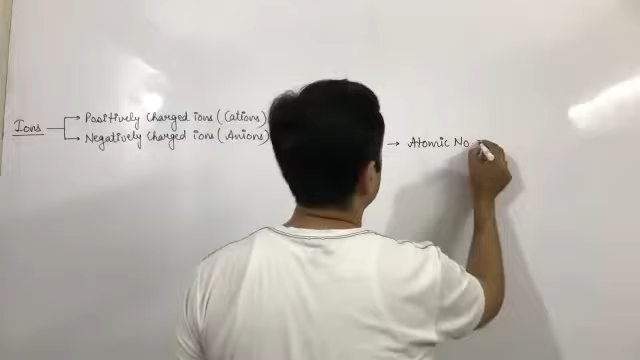 Ions → Positively Charged ions (Cations)
→ Negatively Charged ions (Anions)
→ Atomic No